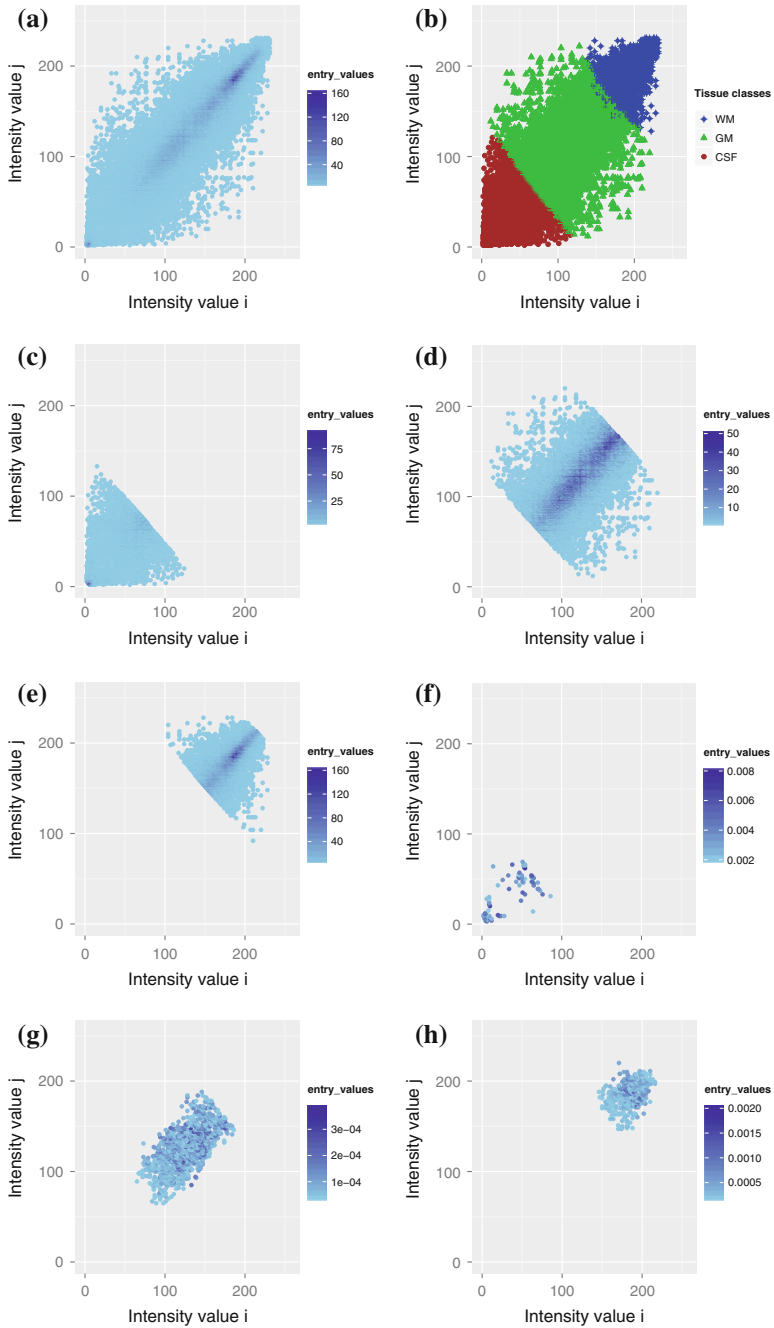 (a)
Intensity value j
200
100
0
0
100
200
Intensity value i
entry_values
160
120
80
40
(b)
Intensity value j
200
100
0
0
100
200
Intensity value i
Tissue classes
WM
GM
CSF
(c)
Intensity value j
200
100
0
0
100
200
Intensity value i
entry_values
75
50
25
(d)
Intensity value j
200
100
0
0
100
200
Intensity value i
entry_values
50
40
30
20
10
(e)
Intensity value j
200
100
0
0
100
200
Intensity value i
entry_values
160
120
80
40
(f)
Intensity value j
200
100
0
0
100
200
Intensity value i
entry_values
0.008
0.006
0.004
0.002
(g)
Intensity value j
200
100
0
0
100
200
Intensity value i
entry_values
3e−04
2e−04
1e−04
(h)
Intensity value j
200
100
0
0
100
200
Intensity value i
entry_values
0.0020
0.0015
0.0010
0.0005